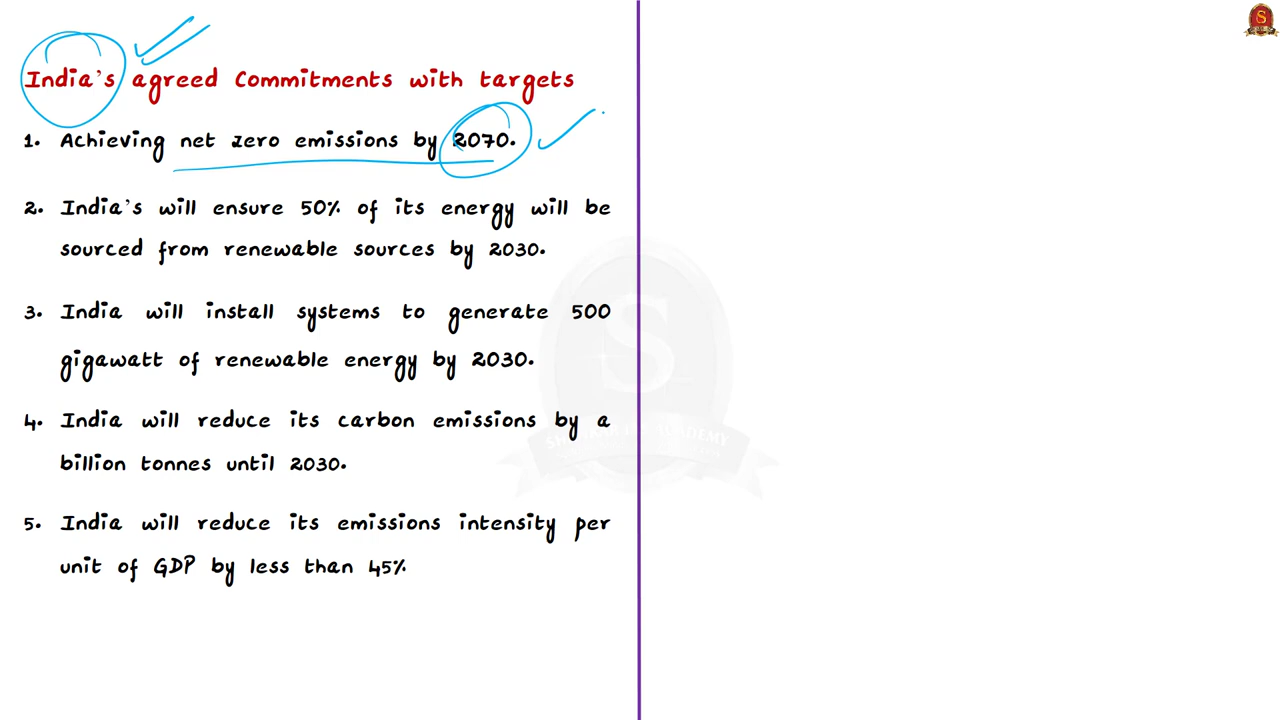 India's agreed Commitments with targets
1. Achieving net zero emissions by 2070.
2. India's will ensure 50% of its energy will be
sourced from renewable sources by 2030.
3. India will install systems to generate 500
gigawatt of renewable energy by 2030.
4. India will reduce its carbon emissions by a
billion tonnes until 2030.
5. India will reduce its emissions intensity per
unit of GDP by less than 45%